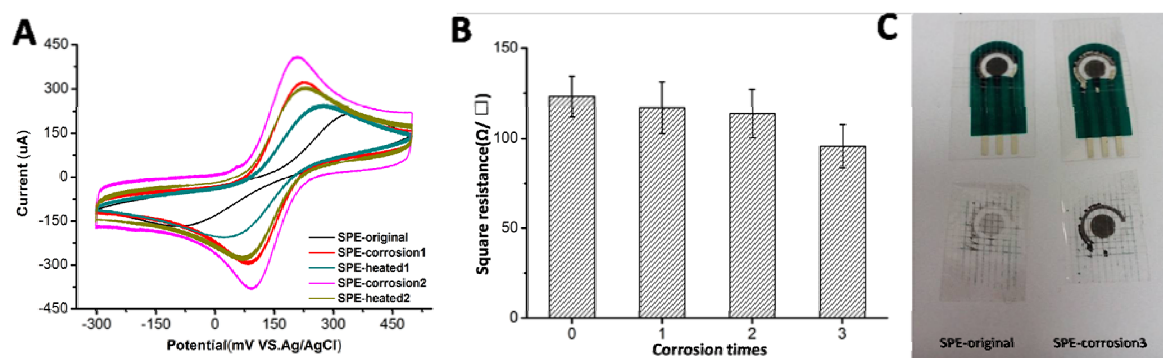 A
Current (uA)
450
300
150
0
-150
-300
-450
SPE-original
SPE-corrosion1
SPE-heated1
SPE-corrosion2
SPE-heated2
-300
-150
0
150
300
450
Potential(mV VS.Ag/AgCl)
B
Square resistance(Ω/ □)
150
100
50
0
0
1
2
3
Corrosion times
C
SPE-original
SPE-corrosion3